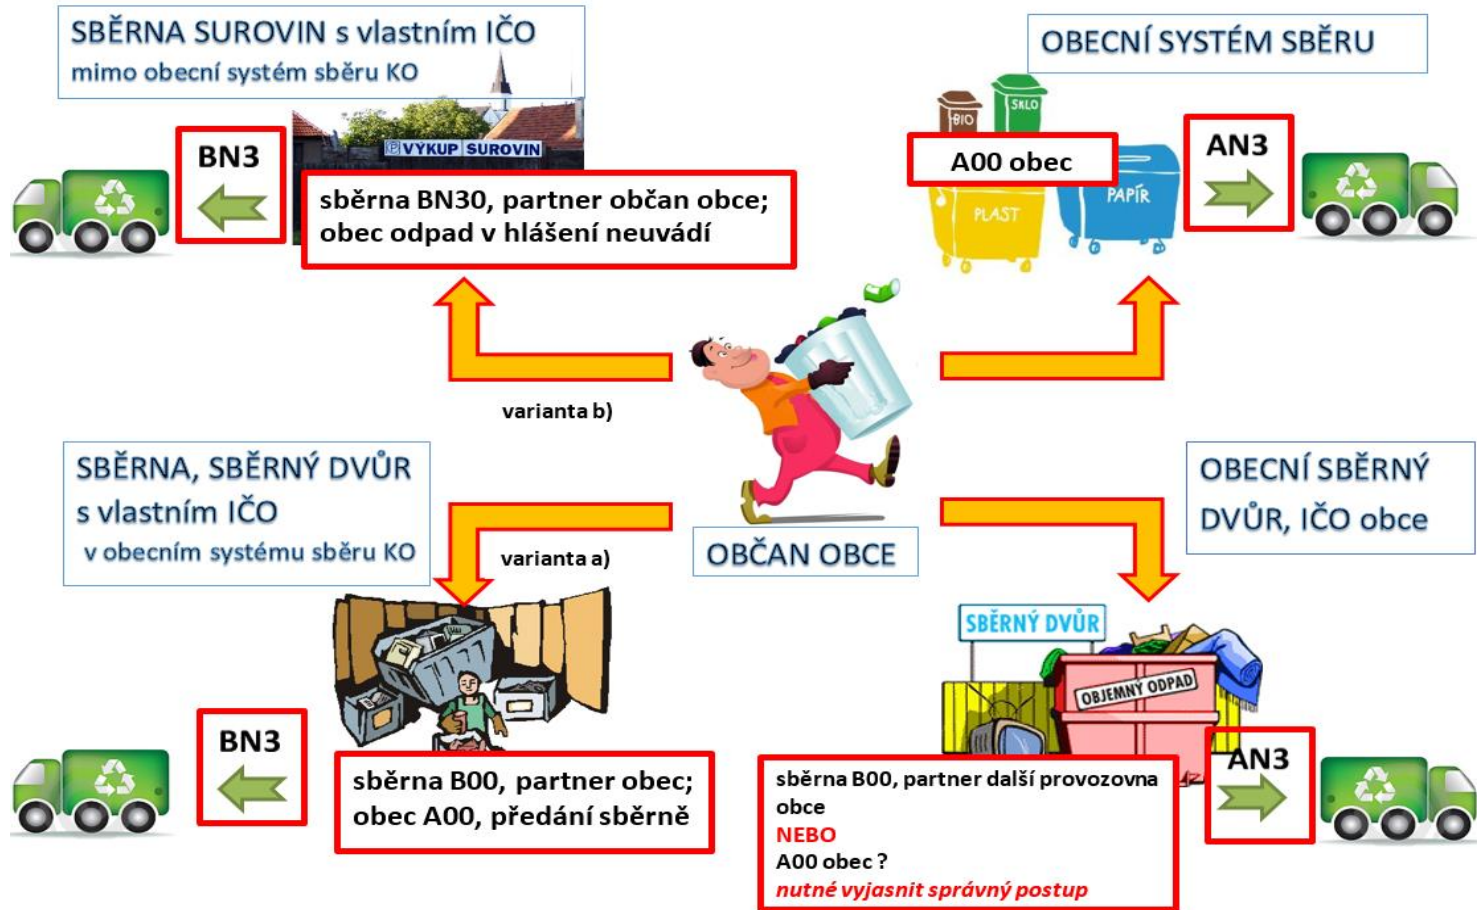 SBĚRNA SUROVIN s vlastním IČO
mimo obecní systém sběru KO
BN3
VÝKUP SUROVIN
sběrna BN30, partner občan obce;
obec odpad v hlášení neuvádí
OBECNÍ SYSTÉM SBĚRU
BIO
SKLO
A00 obec
PLAST
PAPÍR
AN3
varianta b)
SBĚRNA, SBĚRNÝ DVŮR
s vlastním IČO
v obecním systému sběru KO
varianta a)
OBČAN OBCE
OBECNÍ SBĚRNÝ
DVŮR, IČO obce
BN3
sběrna B00, partner obec;
obec A00, předání sběrně
SBĚRNÝ DVŮR
OBJEMNÝ ODPAD
sběrna B00, partner další provozovna
obce
NEBO
A00 obec ?
nutné vyjasnit správný postup
AN3